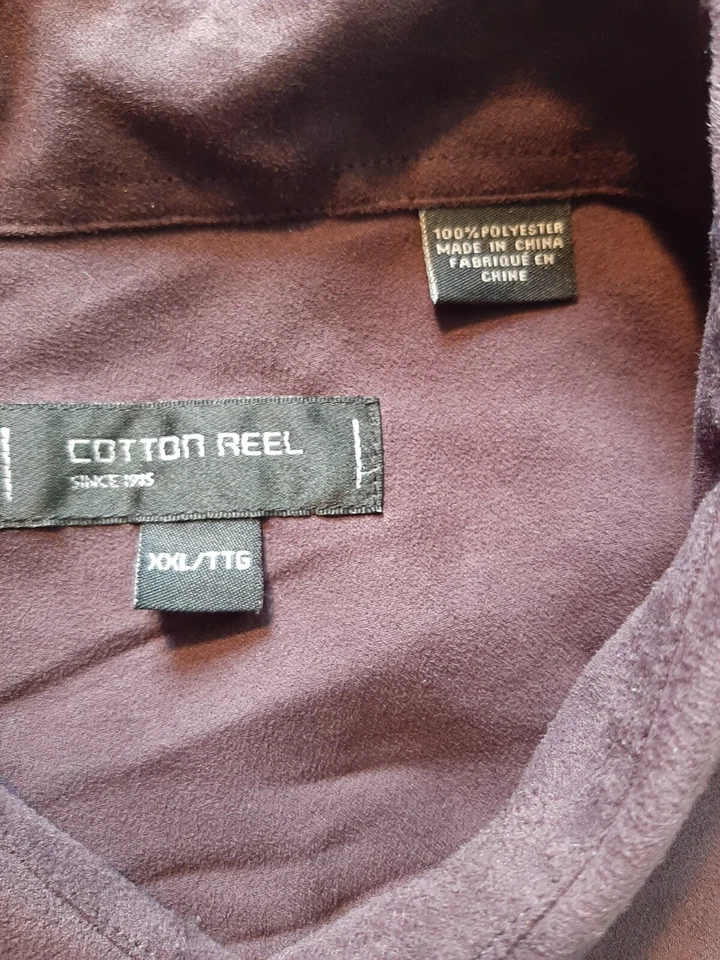 100% POLYESTER
MADE IN CHINA
FABRIQUÉ EN
CHINE
COTTON REEL
SINCE 1985
XXL/TTG